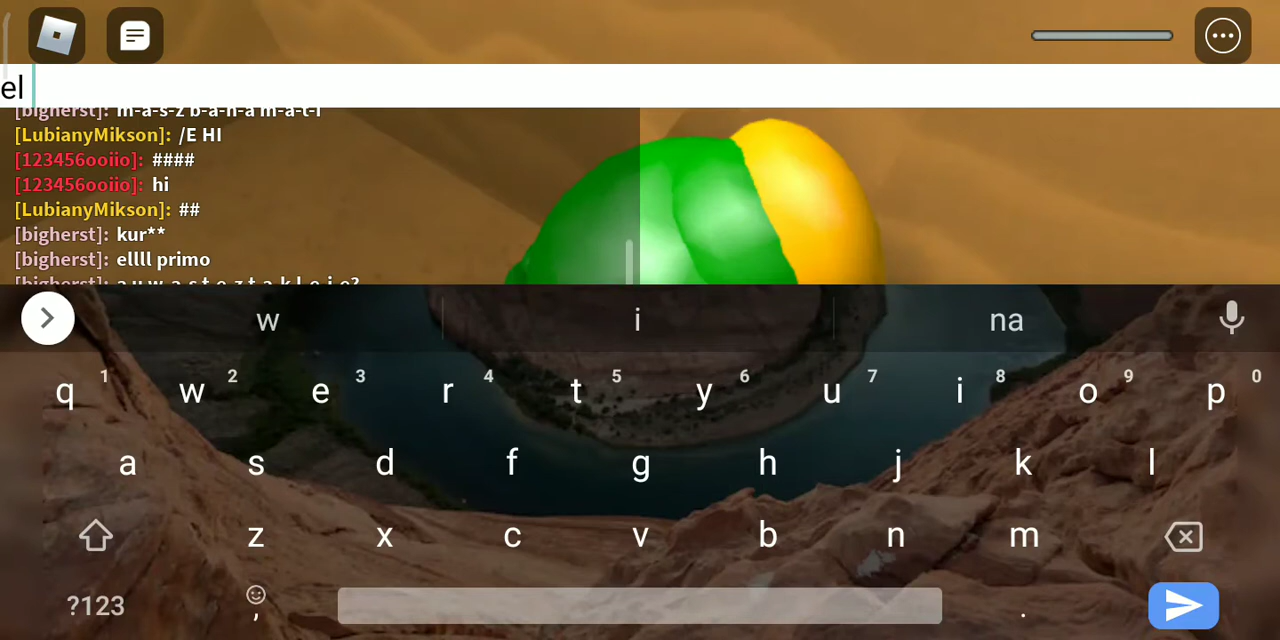 el
[bigherst]: m-a-s-z b-a-n-a m-a-t-i
[LubianyMikson]: /E HI
[123456ooiio]: ####
[123456ooiio]: hi
[LubianyMikson]: ##
[bigherst]: kur**
[bigherst]: ellll primo
[bigherst]:
w i na
q 1 w 2 e 3 r 4 t 5 y 6 u 7 i 8 o 9 p 0
a s d f g h j k l
z x c v b n m
?123 , .